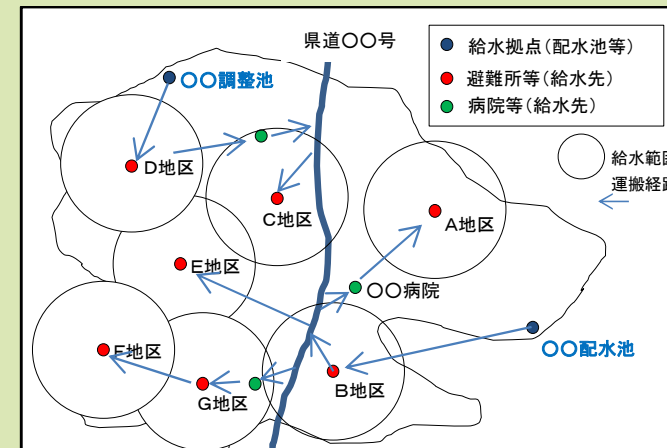 県道〇〇号
給水拠点(配水池等)
避難所等(給水先)
病院等(給水先)
給水範囲
運搬経路
〇〇調整池
D地区
C地区
A地区
E地区
〇〇病院
〇〇配水池
F地区
B地区
G地区